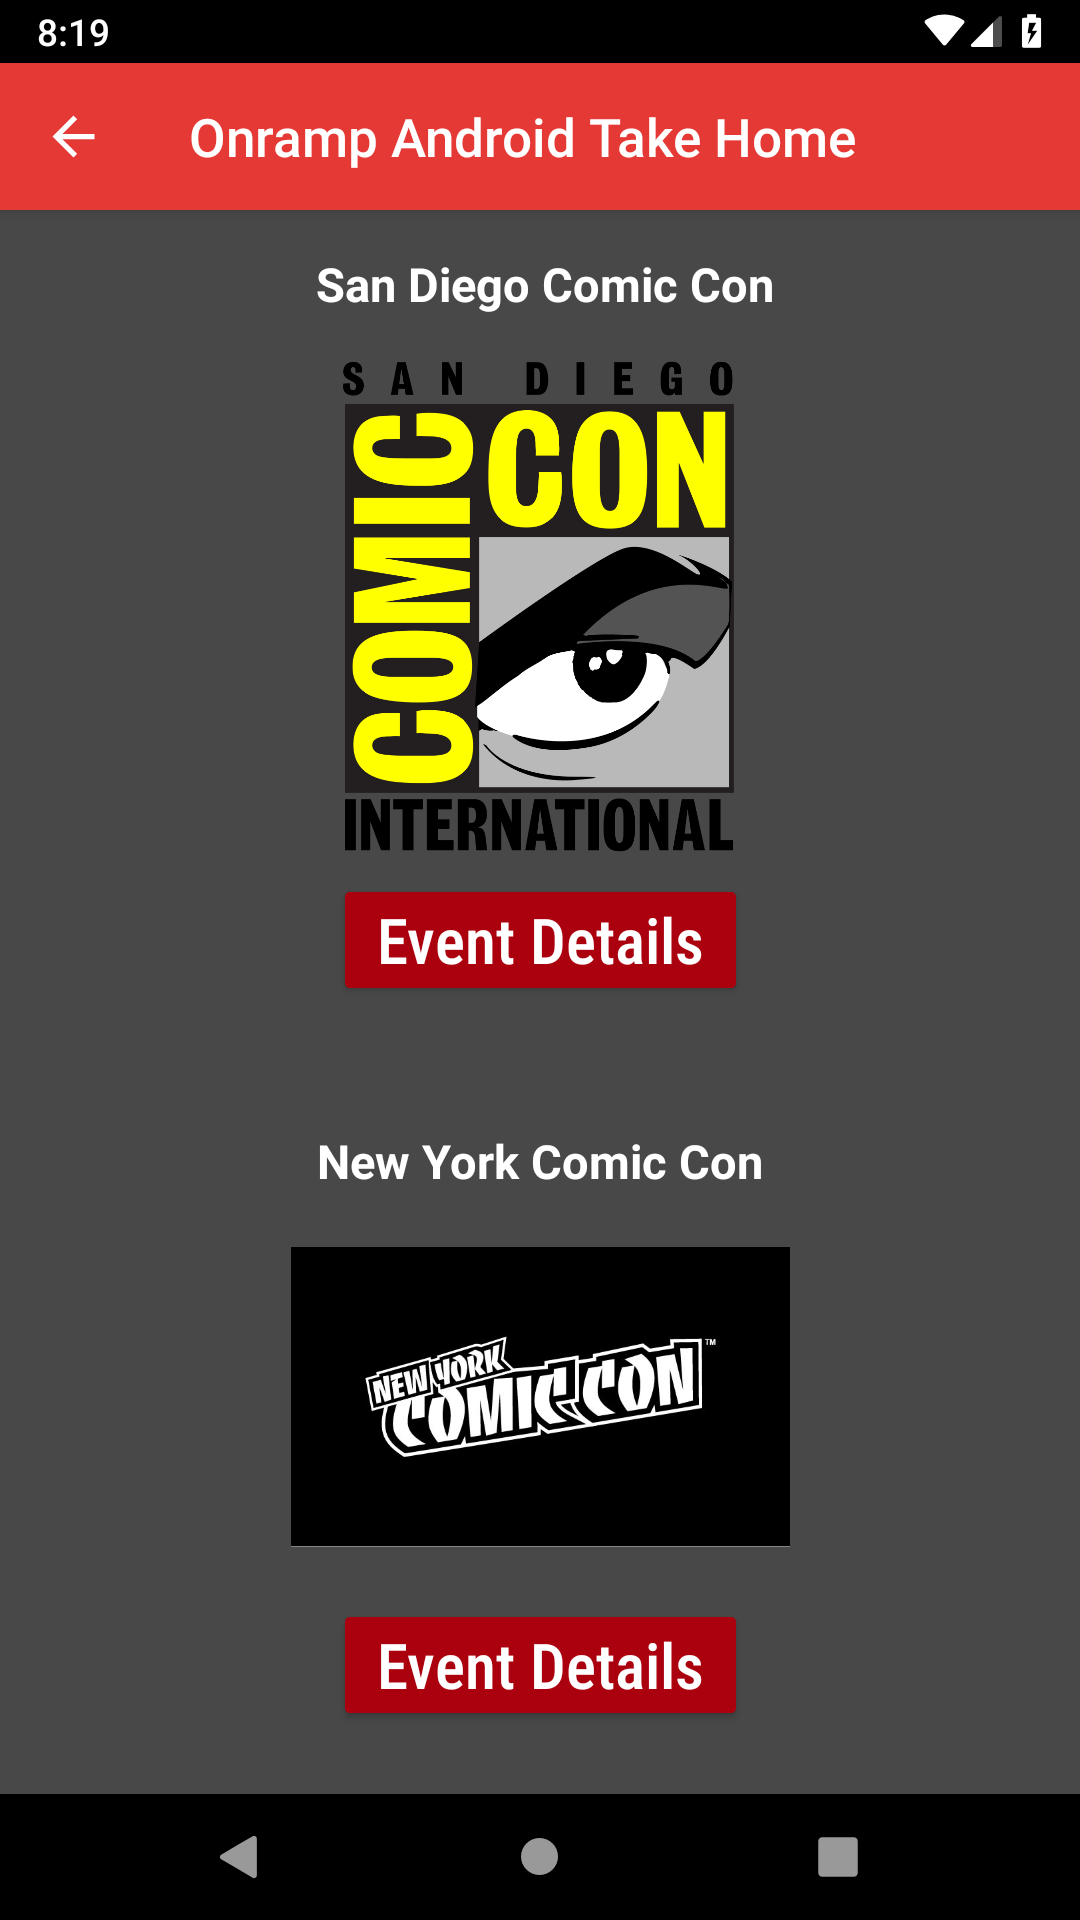 8:19
Onramp Android Take Home
San Diego Comic Con
SAN DIEGO
COMIC
CON
INTERNATIONAL
Event Details
New York Comic Con
NEW YORK
COMIC CON™
Event Details